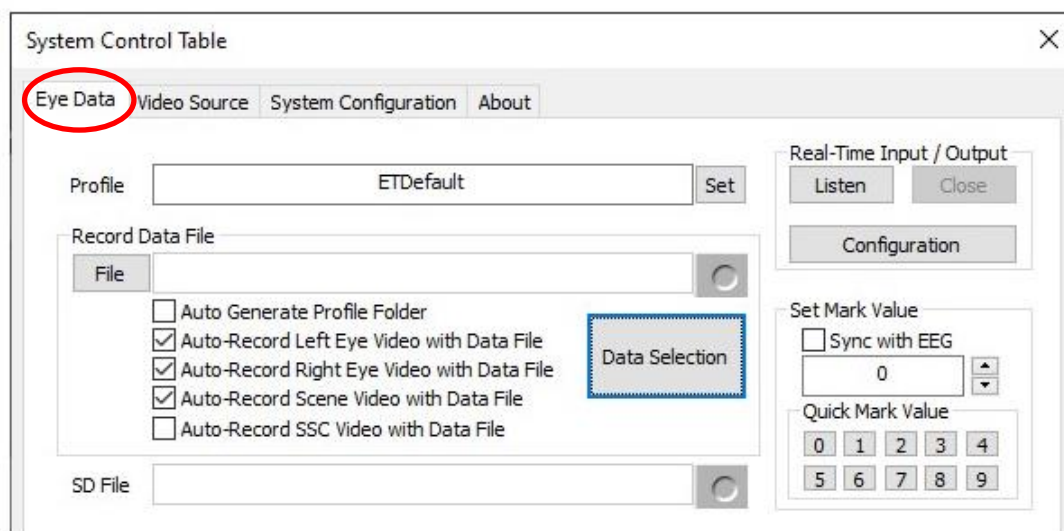 System Control Table
Eye Data Video Source System Configuration About
Profile ETDefault Set
Record Data File
File
Auto Generate Profile Folder
Auto-Record Left Eye Video with Data File
Auto-Record Right Eye Video with Data File
Auto-Record Scene Video with Data File
Auto-Record SSC Video with Data File
Data Selection
SD File
Real-Time Input / Output
Listen Close
Configuration
Set Mark Value
Sync with EEG
0
Quick Mark Value
0 1 2 3 4
5 6 7 8 9